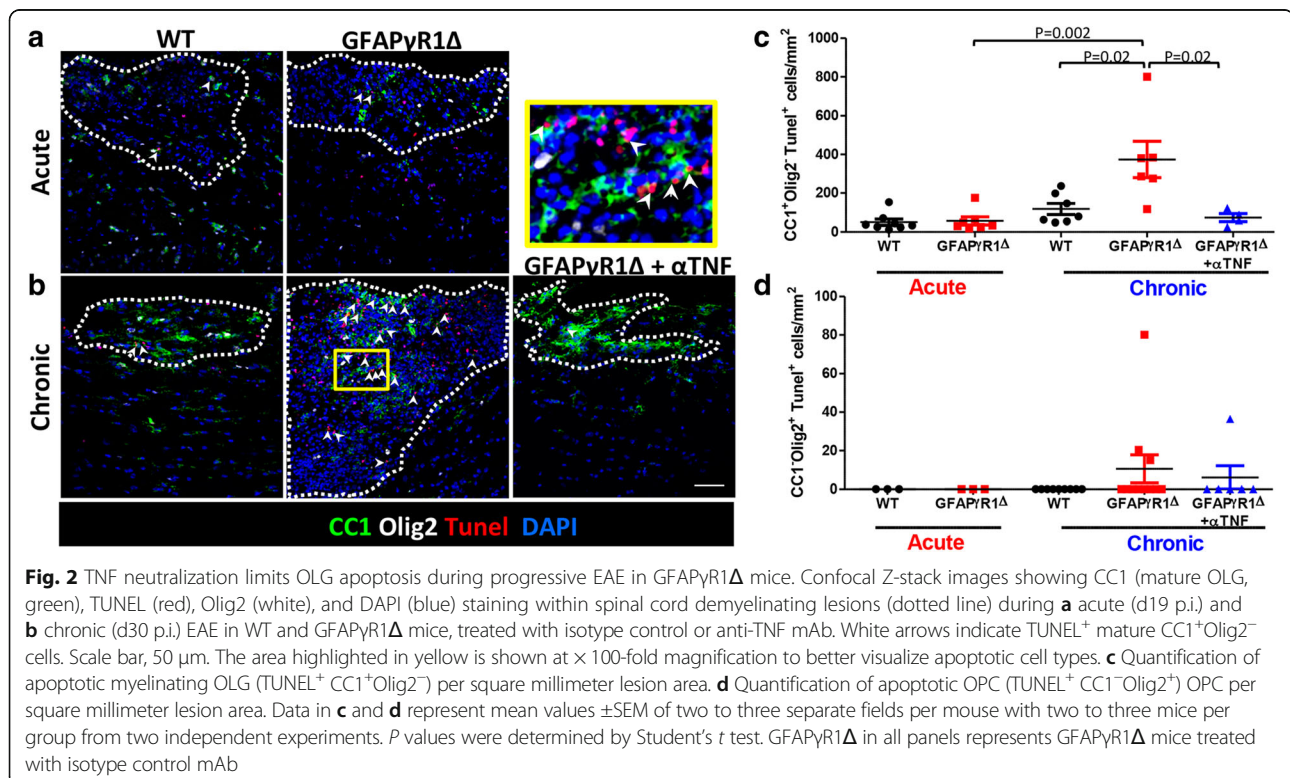 a
WT
GFAPγR1Δ
Acute
GFAPγR1Δ + αTNF
b
Chronic
CC1 Olig2 Tunel DAPI
c
P=0.002
P=0.02
P=0.02
CC1⁺Olig2⁻ Tunel⁺ cells/mm²
1000
800
600
400
200
0
WT
GFAPγR1Δ
WT
GFAPγR1Δ
GFAPγR1Δ
+αTNF
Acute
Chronic
d
CC1⁻Olig2⁺ Tunel⁺ cells/mm²
100
80
60
40
20
0
WT
GFAPγR1Δ
WT
GFAPγR1Δ
GFAPγR1Δ
+αTNF
Acute
Chronic
Fig. 2 TNF neutralization limits OLG apoptosis during progressive EAE in GFAPγR1Δ mice. Confocal Z-stack images showing CC1 (mature OLG,
green), TUNEL (red), Olig2 (white), and DAPI (blue) staining within spinal cord demyelinating lesions (dotted line) during a acute (d19 p.i.) and
b chronic (d30 p.i.) EAE in WT and GFAPγR1Δ mice, treated with isotype control or anti-TNF mAb. White arrows indicate TUNEL⁺ mature CC1⁺Olig2⁻
cells. Scale bar, 50 μm. The area highlighted in yellow is shown at × 100-fold magnification to better visualize apoptotic cell types. c Quantification of
apoptotic myelinating OLG (TUNEL⁺ CC1⁺Olig2⁻) per square millimeter lesion area. d Quantification of apoptotic OPC (TUNEL⁺ CC1⁻Olig2⁺) OPC per
square millimeter lesion area. Data in c and d represent mean values ±SEM of two to three separate fields per mouse with two to three mice per
group from two independent experiments. P values were determined by Student's t test. GFAPγR1Δ in all panels represents GFAPγR1Δ mice treated
with isotype control mAb